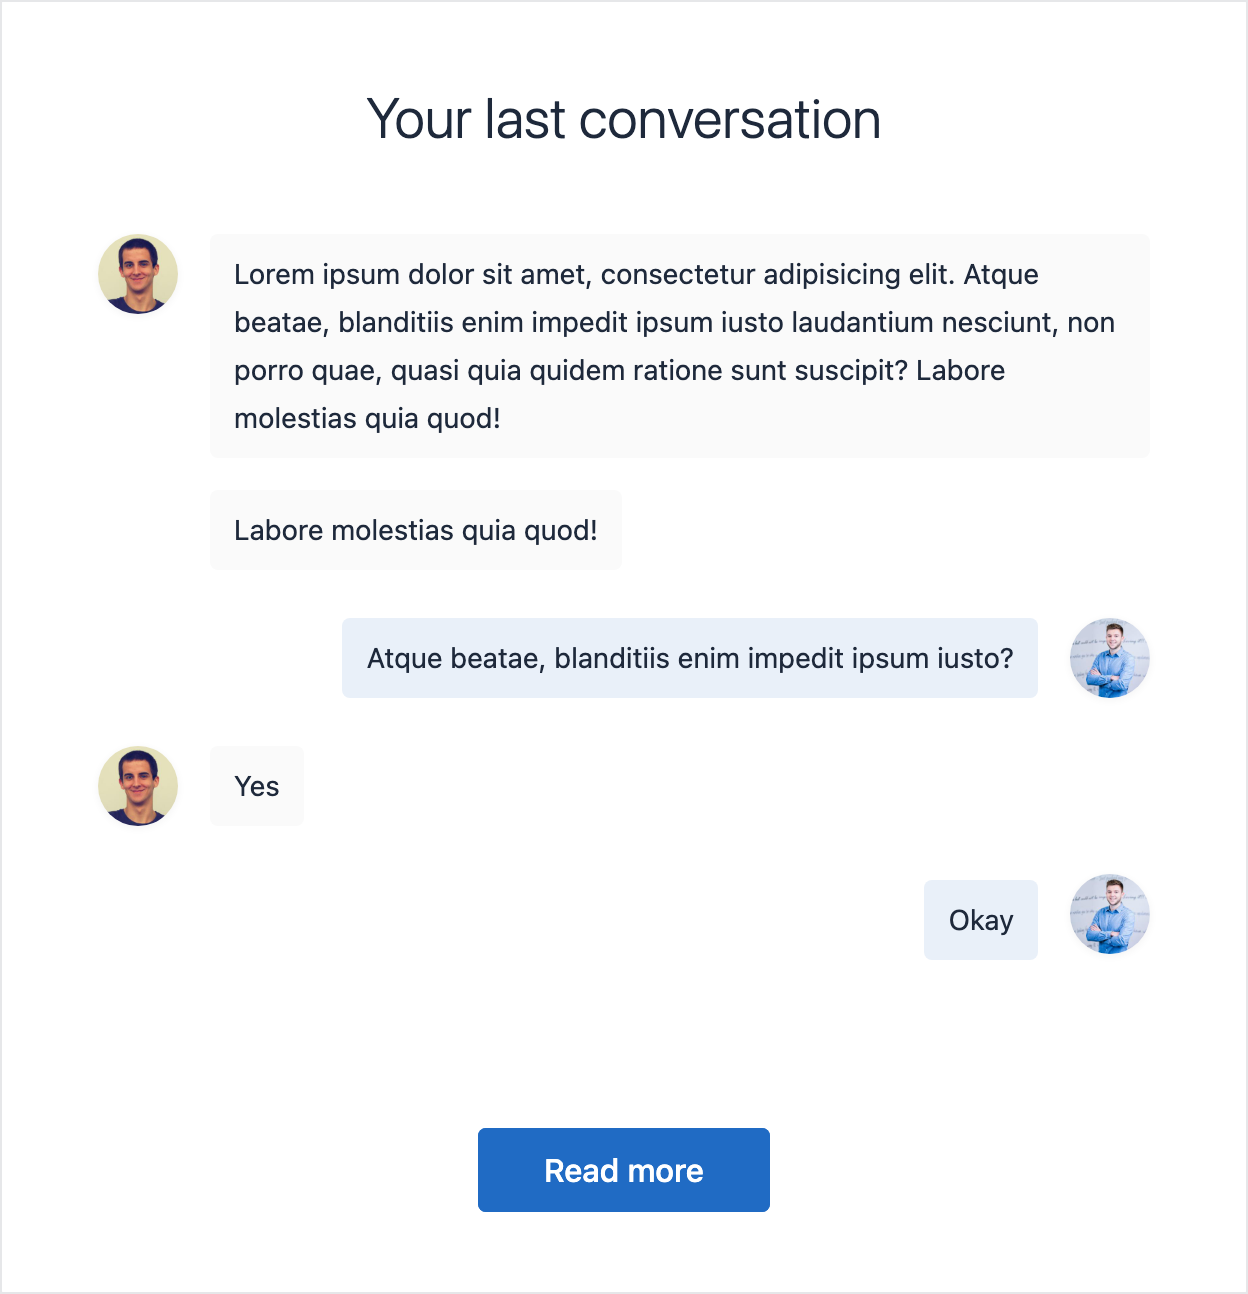 Your last conversation
Lorem ipsum dolor sit amet, consectetur adipisicing elit. Atque
beatae, blanditiis enim impedit ipsum iusto laudantium nesciunt, non
porro quae, quasi quia quidem ratione sunt suscipit? Labore
molestias quia quod!
Labore molestias quia quod!
Atque beatae, blanditiis enim impedit ipsum iusto?
Yes
Okay
Read more